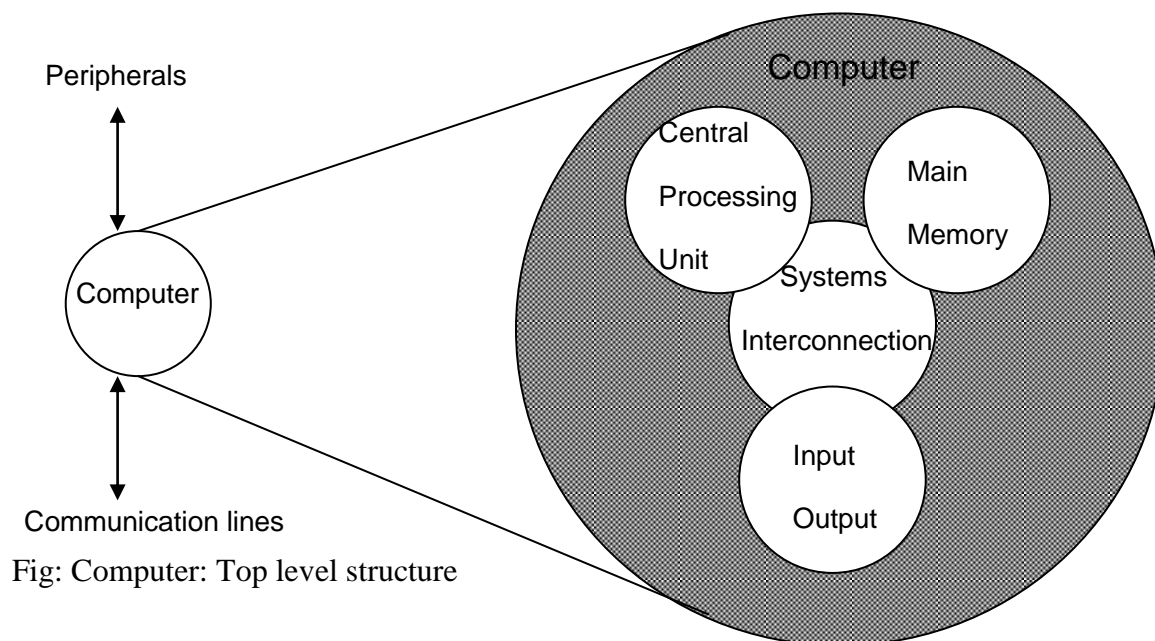 Peripherals
Computer
Communication lines
Fig: Computer: Top level structure
Computer
Central
Processing
Unit
Main
Memory
Systems
Interconnection
Input
Output